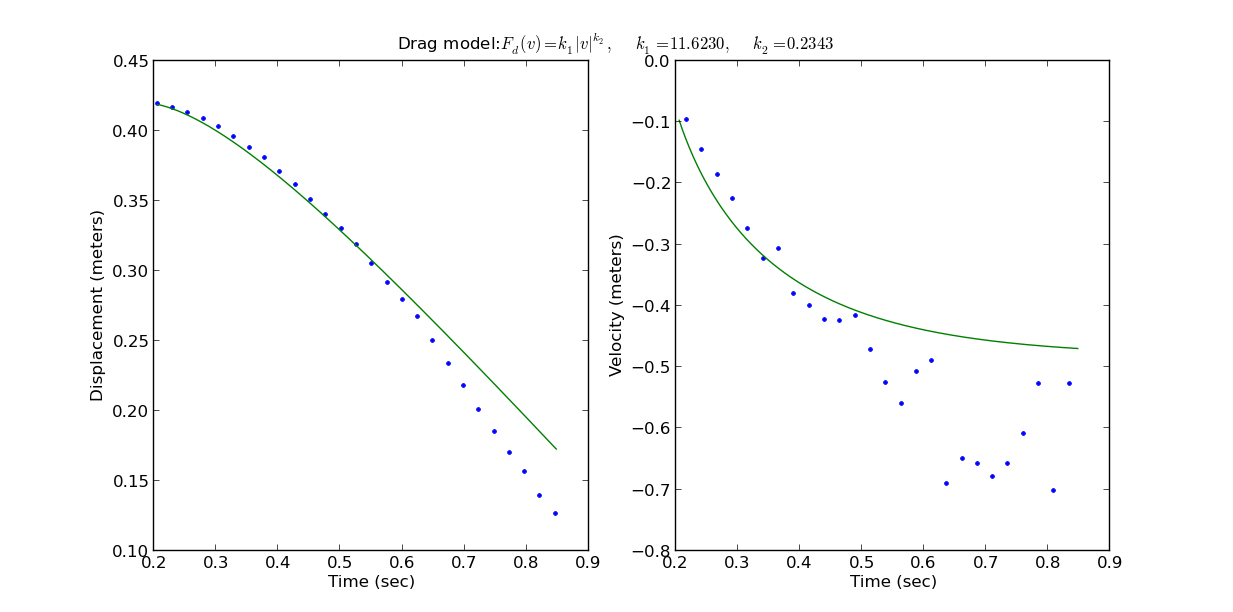 Drag model:F_d(v)=k_1|v|^{k_2}, k_1=11.6230, k_2=0.2343
0.45
0.40
0.35
0.30
0.25
0.20
0.15
0.10
Displacement (meters)
0.2 0.3 0.4 0.5 0.6 0.7 0.8 0.9
Time (sec)
0.0
−0.1
−0.2
−0.3
−0.4
−0.5
−0.6
−0.7
−0.8
Velocity (meters)
0.2 0.3 0.4 0.5 0.6 0.7 0.8 0.9
Time (sec)